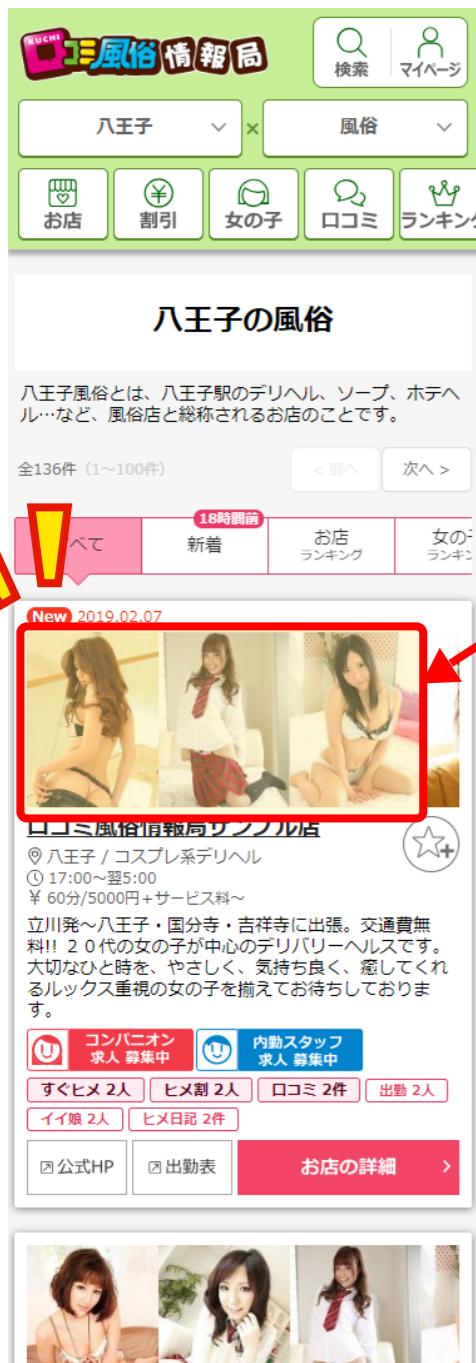 KUCHI
口コミ風俗情報局
検索
マイページ
八王子
×
風俗
お店
割引
女の子
口コミ
ランキング
八王子の風俗
八王子風俗とは、八王子駅のデリヘル、ソープ、ホテヘ
ル…など、風俗店と総称されるお店のことです。
全136件（1～100件）
< 前へ
次へ >
べて
18時間前
新着
お店
ランキング
女の子
ランキン
New 2019.02.07
口コミ風俗情報局サンプル店
八王子 / コスプレ系デリヘル
17:00～翌5:00
¥ 60分/5000円+サービス料～
立川発～八王子・国分寺・吉祥寺に出張。交通費無
料!! ２０代の女の子が中心のデリバリーヘルスです。
大切なひと時を、やさしく、気持ち良く、癒してくれ
るルックス重視の女の子を揃えてお待ちしておりま
す。
コンパニオン
求人 募集中
内勤スタッフ
求人 募集中
すぐヒメ 2人
ヒメ割 2人
口コミ 2件
出勤 2人
イイ娘 2人
ヒメ日記 2件
公式HP
出勤表
お店の詳細